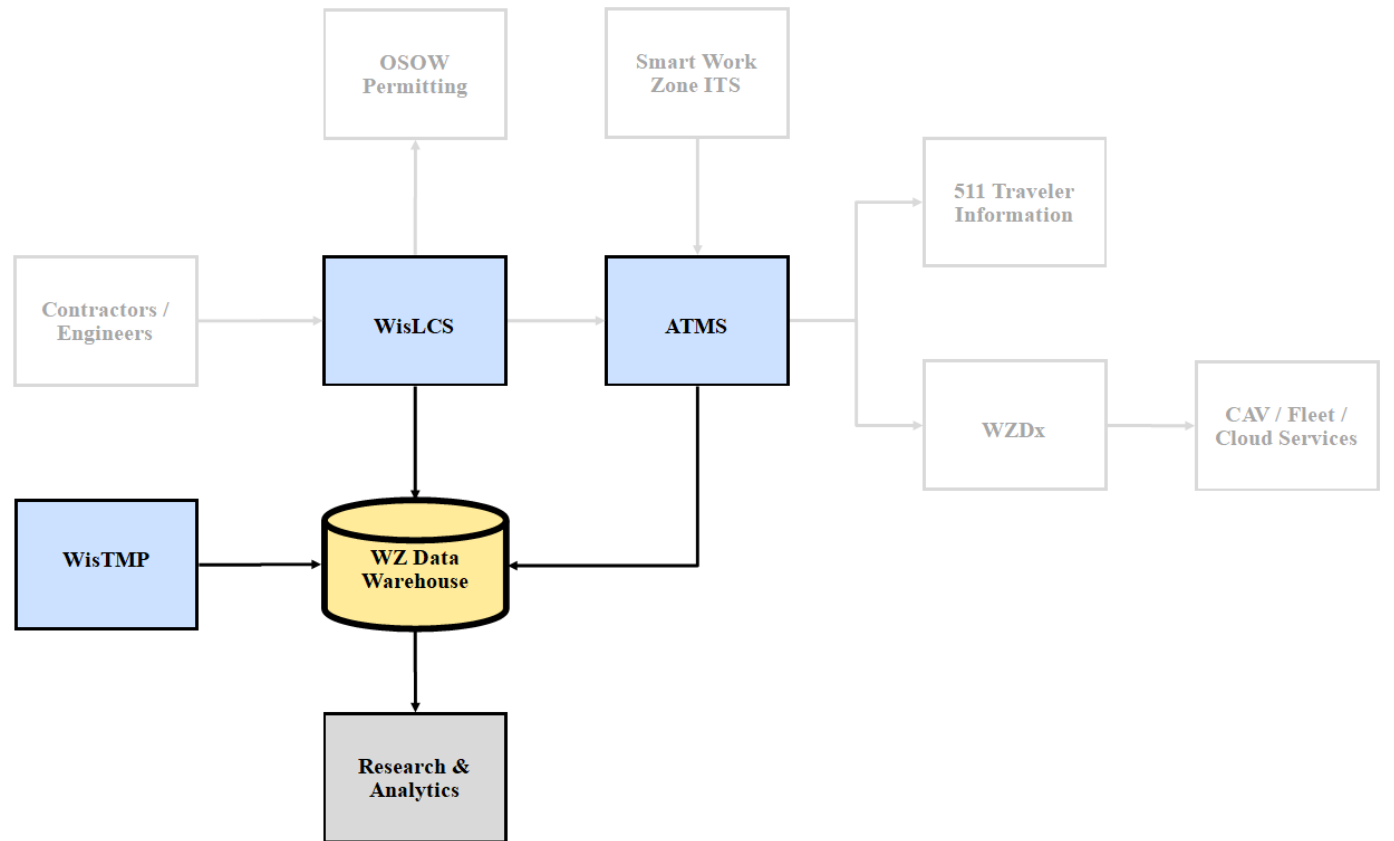 OSOW
Permitting
Smart Work
Zone ITS
511 Traveler
Information
Contractors /
Engineers
WisLCS
ATMS
WZDx
CAV / Fleet /
Cloud Services
WisTMP
WZ Data
Warehouse
Research &
Analytics